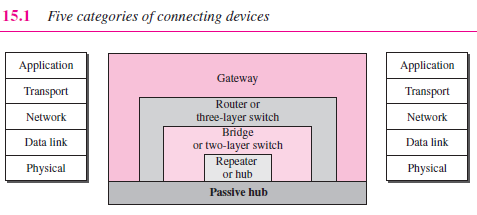 15.1 Five categories of connecting devices
Application
Transport
Network
Data link
Physical
Gateway
Router or
three-layer switch
Bridge
or two-layer switch
Repeater
or hub
Passive hub
Application
Transport
Network
Data link
Physical